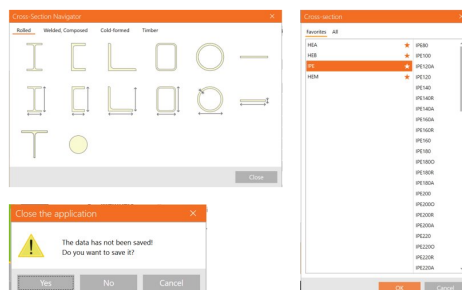 Cross-Section Navigator
Rolled Welded, Composed Cold-formed Timber
Close
Close the application
The data has not been saved!
Do you want to save it?
Yes No Cancel
Cross-section
Favorites All
HEA
HEB
IPE
HEM
IPE80
IPE100
IPE120A
IPE120
IPE140
IPE140R
IPE140A
IPE160A
IPE160R
IPE160
IPE180
IPE180O
IPE180R
IPE180A
IPE200
IPE200O
IPE200R
IPE200A
IPE220
IPE220O
IPE220R
IPE220A
OK Cancel